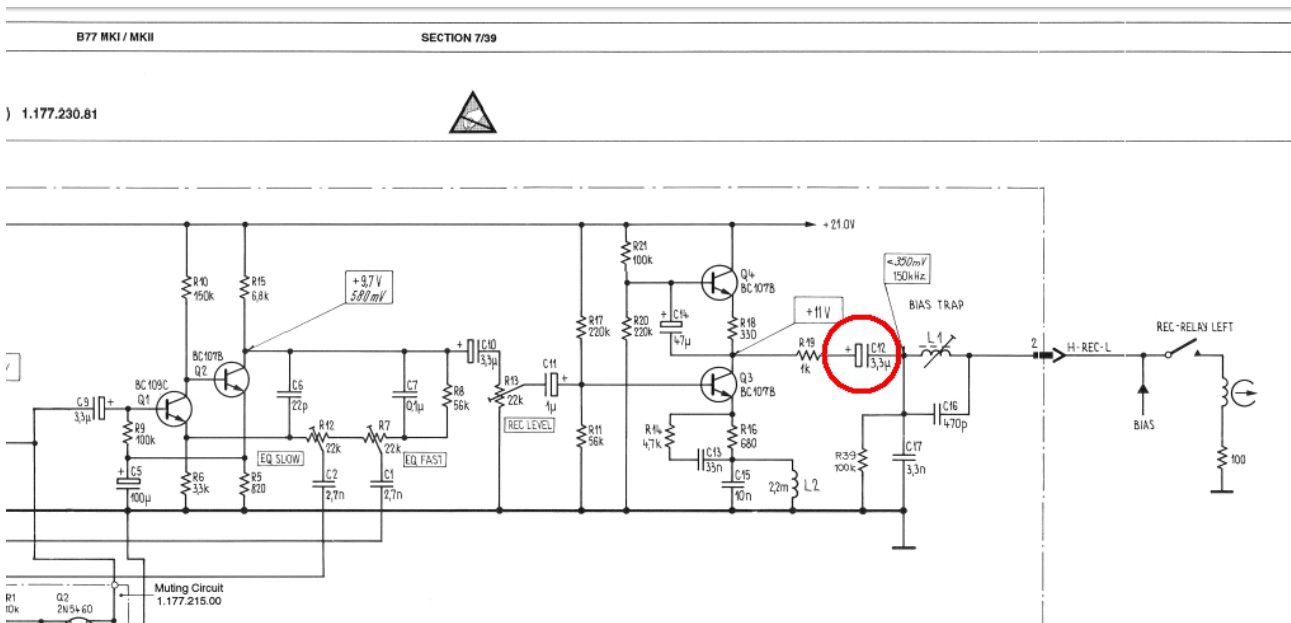 B77 MKI / MKII
SECTION 7/39
) 1.177.230.81
+21.0V
R10
150k
R15
6,8k
+9,7V
580mV
R21
100k
Q4
BC107B
<350mV
150kHz
BIAS TRAP
R17
220k
R20
220k
C14
47µ
R18
330
+11V
REC-RELAY LEFT
R19
1k
C12
3,3µ
L1
2
H-REC-L
BC107B
Q2
BC109C
Q1
C9
3,3µ
R9
100k
C6
22p
C7
0,1µ
R8
56k
C10
3,3µ
R13
22k
C11
1µ
REC LEVEL
Q3
BC107B
C16
470p
BIAS
R12
22k
R7
22k
EQ SLOW
EQ FAST
R11
56k
R14
4,7k
R16
680
C13
33n
C15
10n
2,2m
L2
R39
100k
C17
3,3n
100
C5
100µ
R6
3,3k
R5
820
C2
2,7n
C1
2,7n
Muting Circuit
1.177.215.00
R1
Q2
2N5460